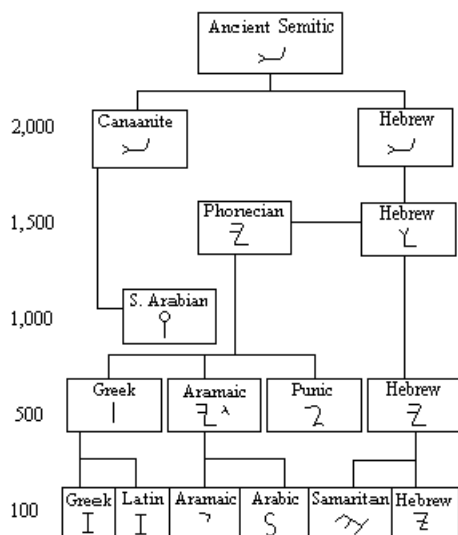 Ancient Semitic
2,000
Canaanite
Hebrew
1,500
Phonecian
Hebrew
1,000
S. Arabian
500
Greek
Aramaic
Punic
Hebrew
100
Greek
Latin
Aramaic
Arabic
Samaritan
Hebrew